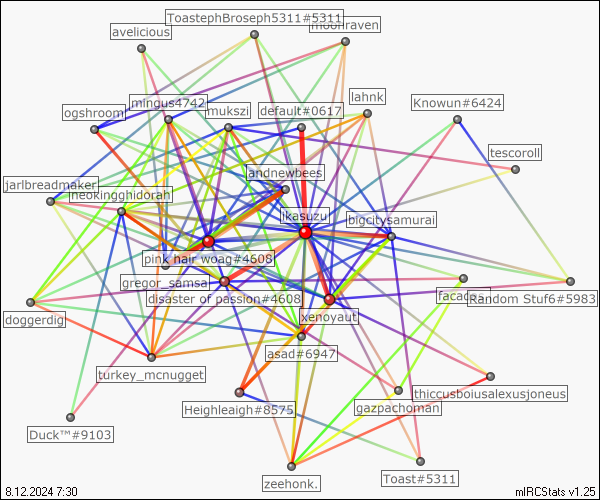 ToastephBroseph5311#5311
avelicious
moonraven
lahnk
mingus4742
mukszi
default#0617
Knowun#6424
ogshroom
tescoroll
andnewbees
jarlbreadmaker
neokingghidorah
jkasuzu
bigcitysamurai
pink hair woag#4608
gregor_samsa
disaster of passion#4608
Random Stuf6#5983
xenoyaut
doggerdig
asad#6947
turkey_mcnugget
thiccusboiusalexusjoneus
Heighleaigh#8575
gazpachoman
Duck™#9103
zeehonk.
Toast#5311
8.12.2024 7:30
mIRCStats v1.25